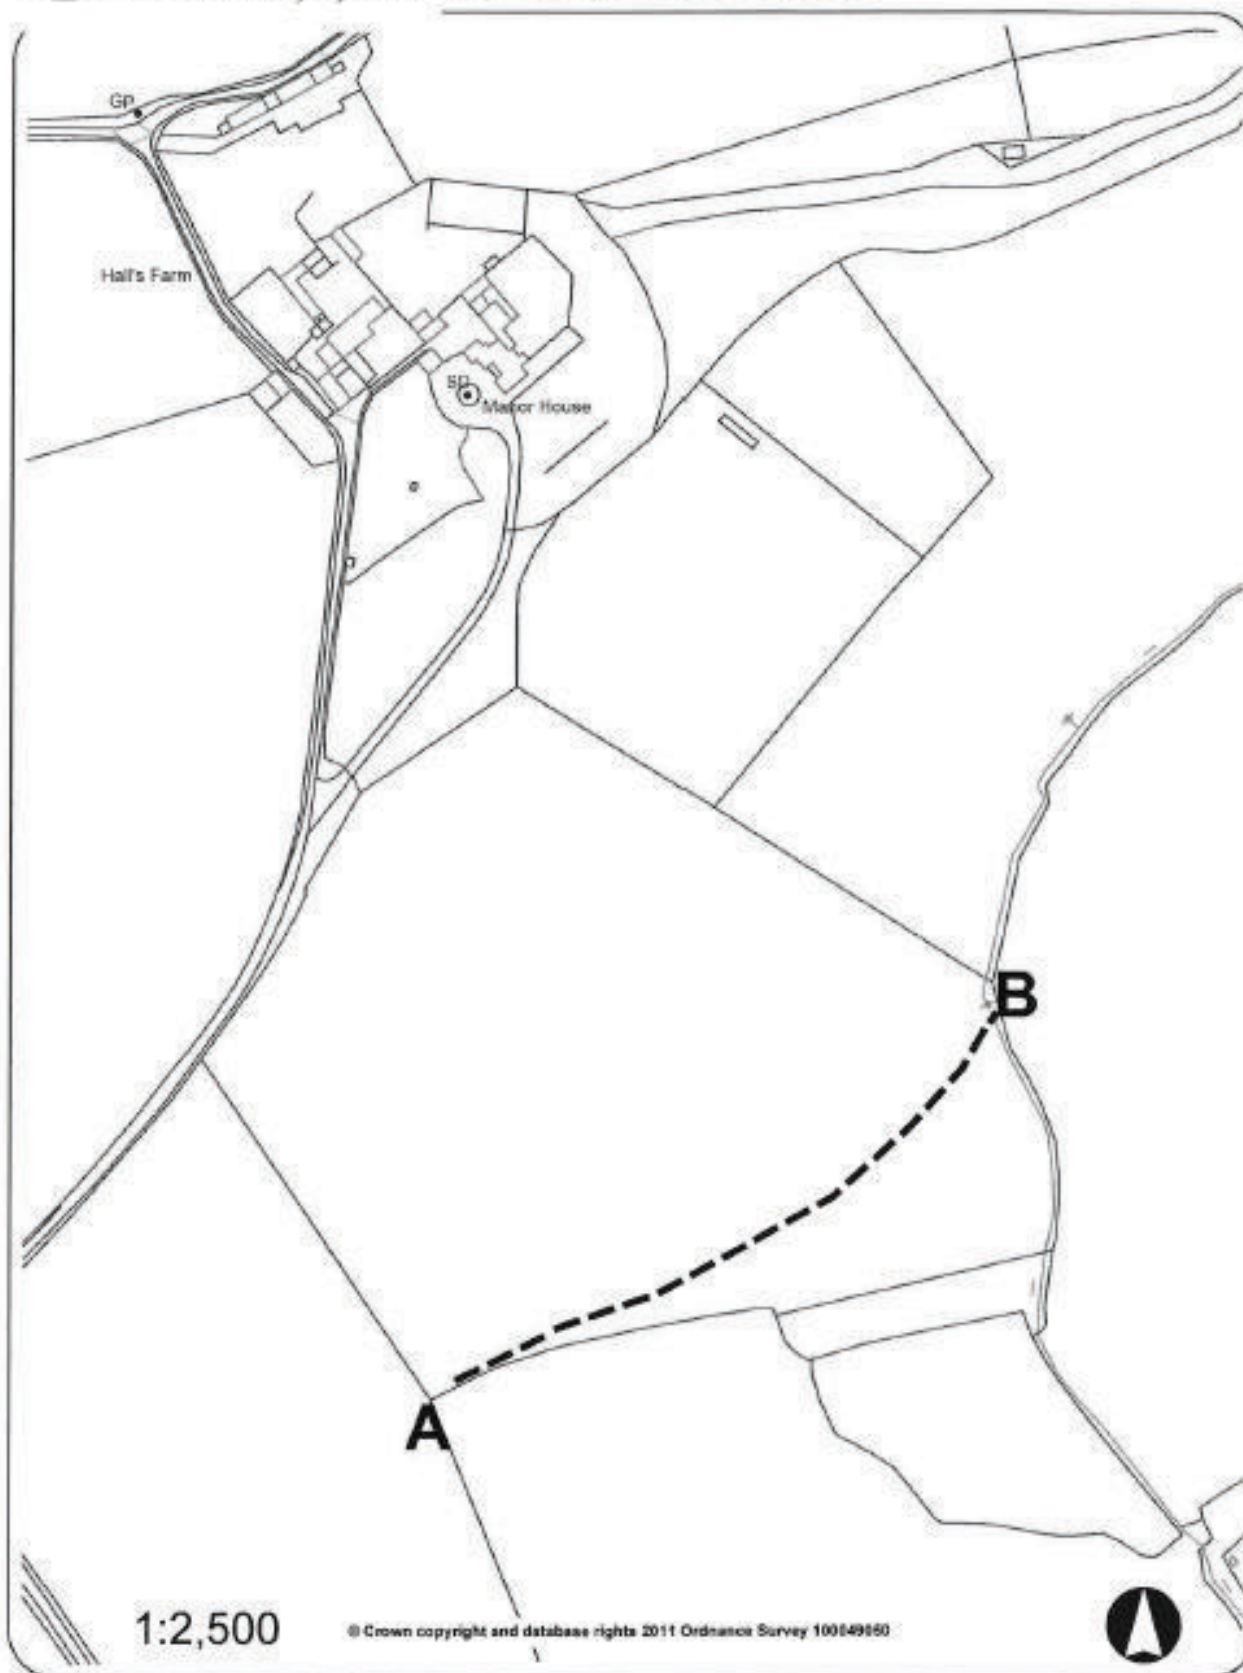 GP
Hall's Farm
SD
Manor House
B
A
1:2,500
© Crown copyright and database rights 2011 Ordnance Survey 100049050